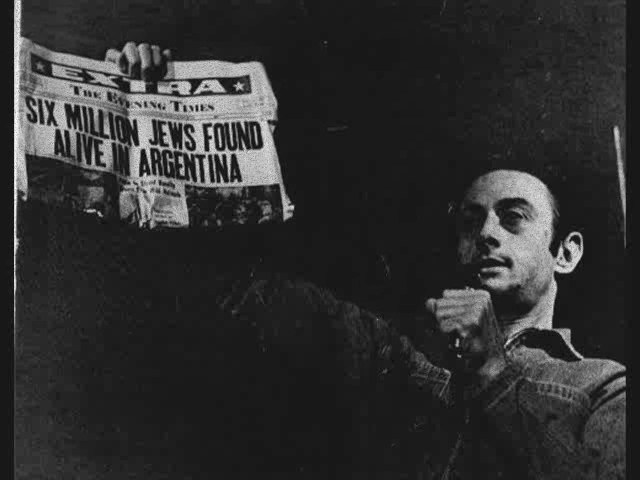 EXTRA
THE EVENING TIMES
SIX MILLION JEWS FOUND
ALIVE IN ARGENTINA